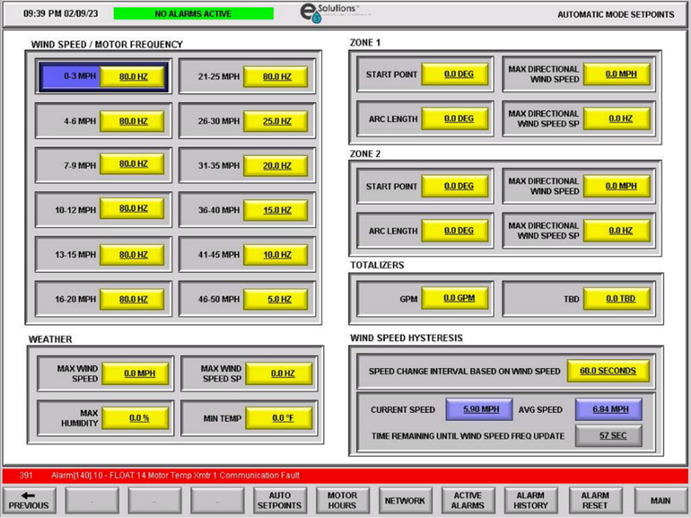 09:39 PM 02/09/23
NO ALARMS ACTIVE
eSolutions
AUTOMATIC MODE SETPOINTS
WIND SPEED / MOTOR FREQUENCY
0-3 MPH 80.0 HZ
21-25 MPH 80.0 HZ
4-6 MPH 80.0 HZ
26-30 MPH 25.0 HZ
7-9 MPH 80.0 HZ
31-35 MPH 20.0 HZ
10-12 MPH 80.0 HZ
36-40 MPH 15.0 HZ
13-15 MPH 80.0 HZ
41-45 MPH 10.0 HZ
16-20 MPH 80.0 HZ
46-50 MPH 5.0 HZ
WEATHER
MAX WIND
SPEED
0.0 MPH
MAX WIND
SPEED SP
0.0 HZ
MAX
HUMIDITY
0.0 %
MIN TEMP 0.0 °F
ZONE 1
START POINT 0.0 DEG
MAX DIRECTIONAL
WIND SPEED
0.0 MPH
ARC LENGTH 0.0 DEG
MAX DIRECTIONAL
WIND SPEED SP
0.0 HZ
ZONE 2
START POINT 0.0 DEG
MAX DIRECTIONAL
WIND SPEED
0.0 MPH
ARC LENGTH 0.0 DEG
MAX DIRECTIONAL
WIND SPEED SP
0.0 HZ
TOTALIZERS
GPM 0.0 GPM
TBD 0.0 TBD
WIND SPEED HYSTERESIS
SPEED CHANGE INTERVAL BASED ON WIND SPEED 60.0 SECONDS
CURRENT SPEED 5.90 MPH AVG SPEED 6.84 MPH
TIME REMAINING UNTIL WIND SPEED FREQ UPDATE 57 SEC
391 Alarm[140].10 - FLOAT 14 Motor Temp Xmtr 1 Communication Fault
PREVIOUS
AUTO
SETPOINTS
MOTOR
HOURS
NETWORK
ACTIVE
ALARMS
ALARM
HISTORY
ALARM
RESET
MAIN